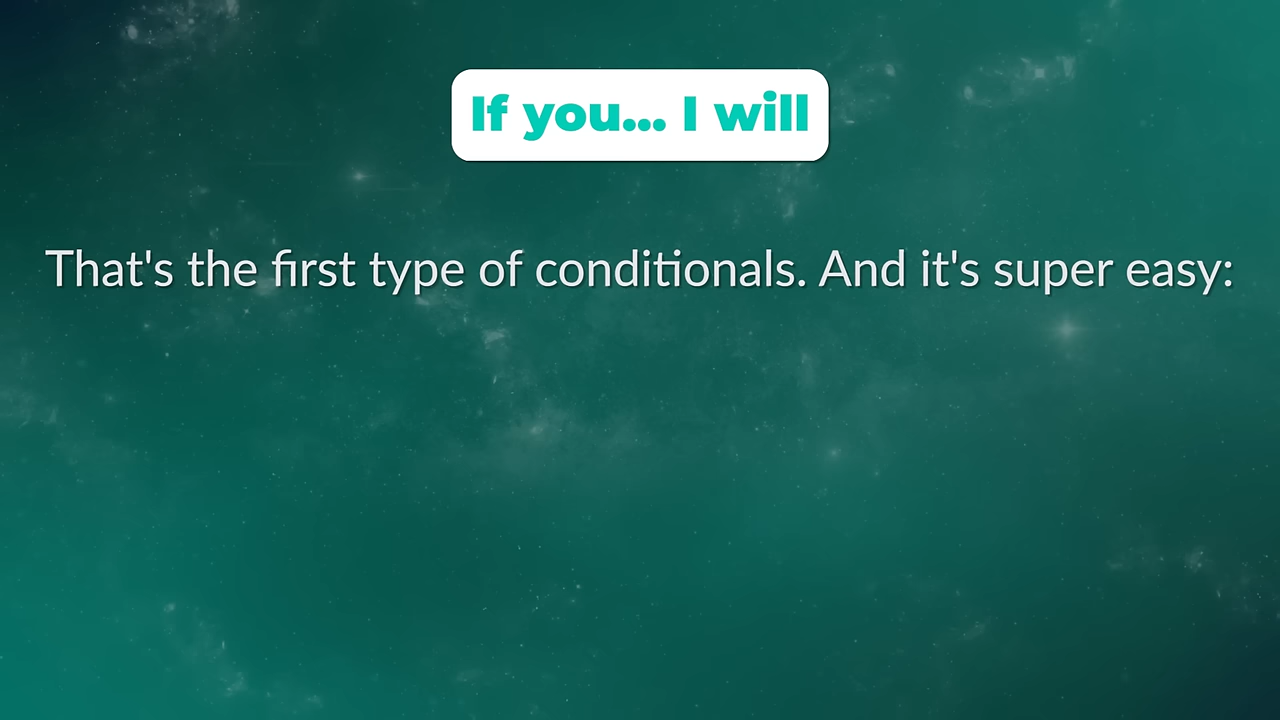 If you... I will
That's the first type of conditionals. And it's super easy: